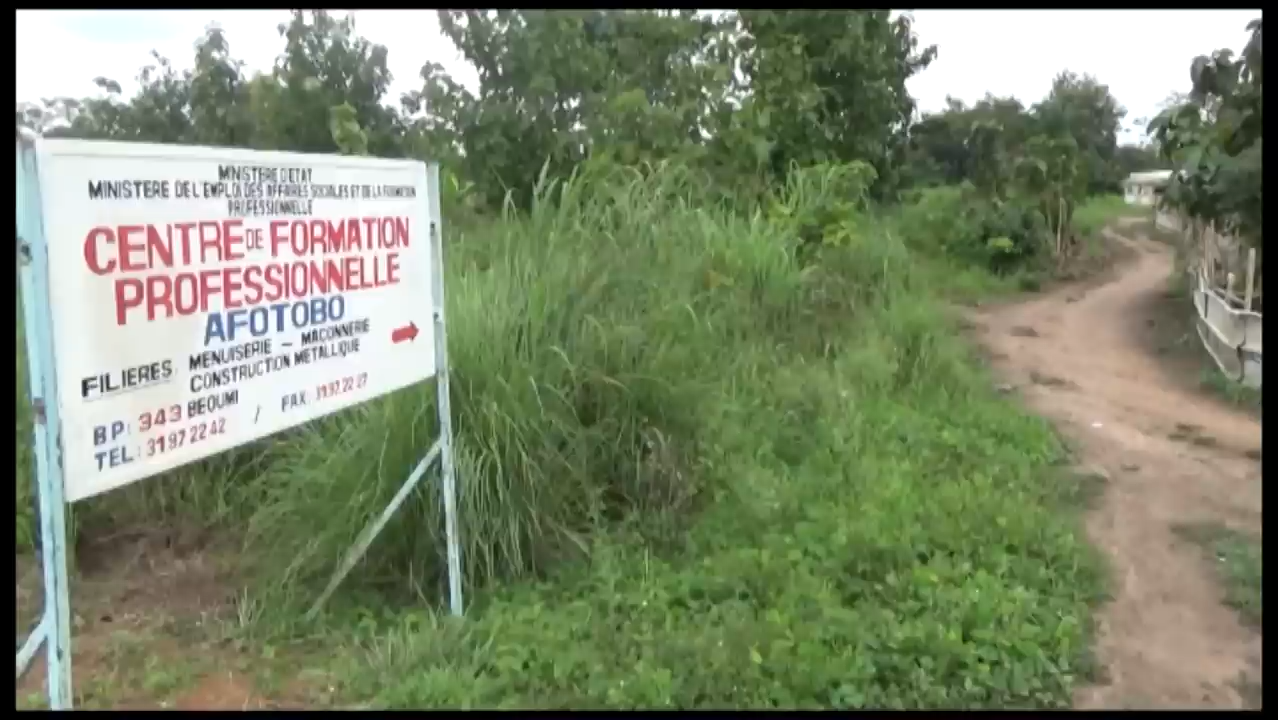 MINISTERE D'ETAT
MINISTERE DE L'EMPLOI DES AFFAIRES SOCIALES ET DE LA FORMATION
PROFESSIONNELLE
CENTRE DE FORMATION
PROFESSIONNELLE
AFOTOBO
FILIERES: MENUISERIE - MACONNERIE
CONSTRUCTION METALLIQUE
BP: 343 BEOUMI
TEL: 31 97 22 42 / FAX: 31 97 22 27